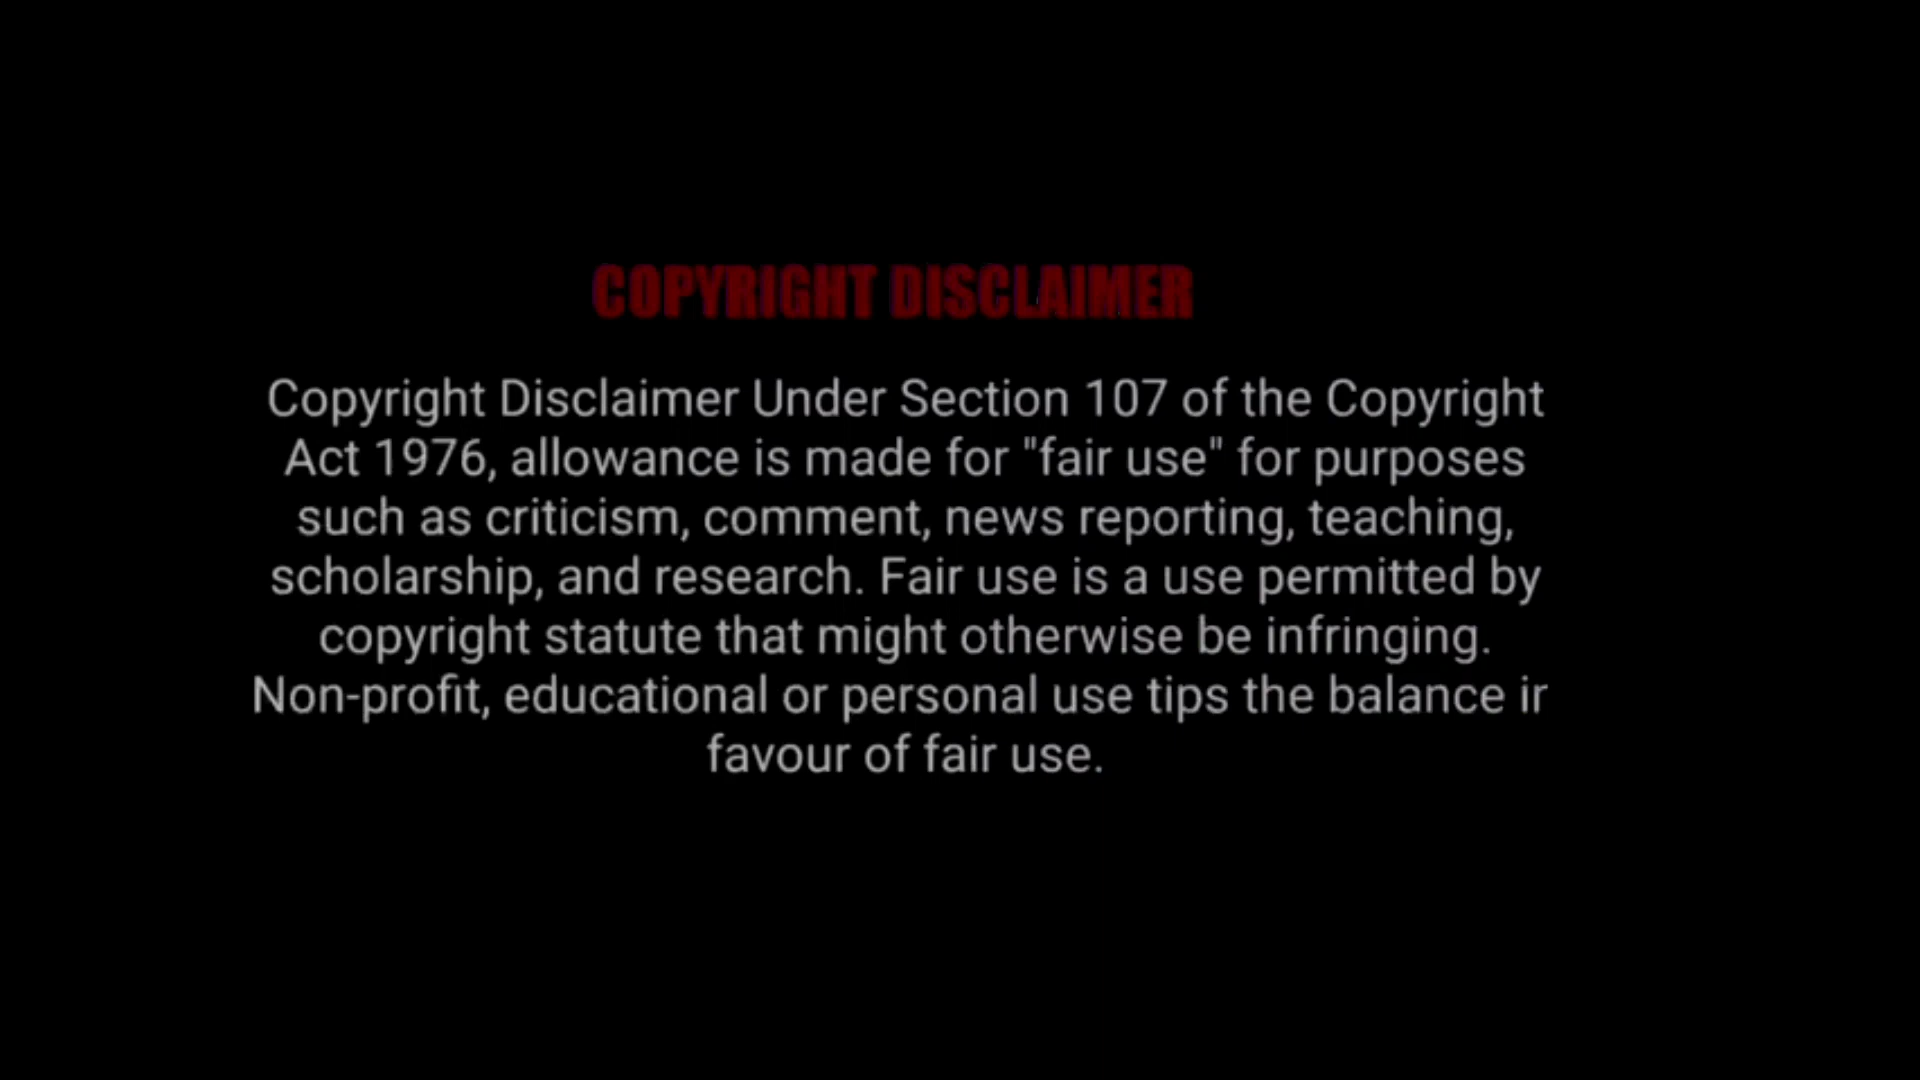 COPYRIGHT DISCLAIMER
Copyright Disclaimer Under Section 107 of the Copyright
Act 1976, allowance is made for "fair use" for purposes
such as criticism, comment, news reporting, teaching,
scholarship, and research. Fair use is a use permitted by
copyright statute that might otherwise be infringing.
Non-profit, educational or personal use tips the balance ir
favour of fair use.